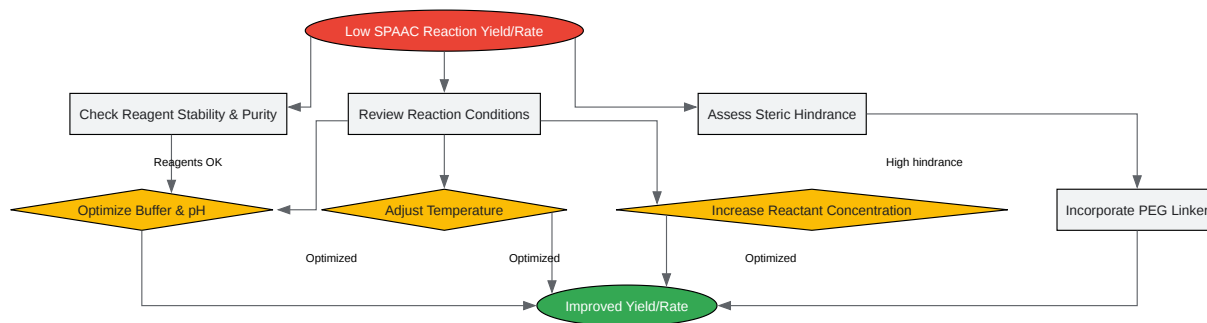 Low SPAAC Reaction Yield/Rate
Check Reagent Stability & Purity
Review Reaction Conditions
Assess Steric Hindrance
Reagents OK
High hindrance
Optimize Buffer & pH
Adjust Temperature
Increase Reactant Concentration
Incorporate PEG Linker
Optimized
Optimized
Optimized
Improved Yield/Rate